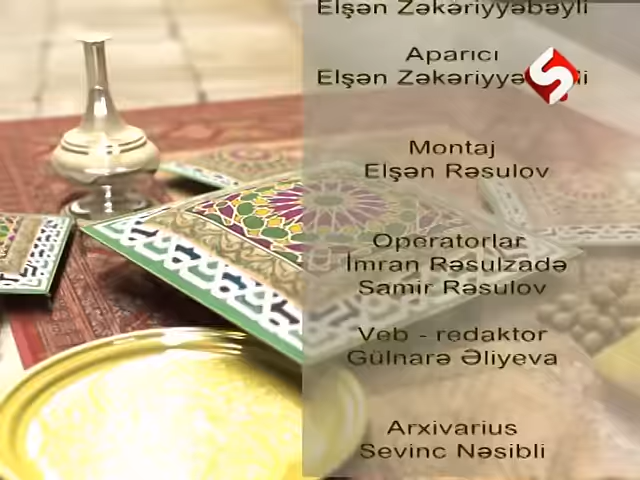 Elşən Zəkəriyyəbəyli
Aparıcı
Elşən
Montaj
Elşən Rəsulov
Operatorlar
İmran Rəsulzadə
Samir Rəsulov
Veb - redaktor
Gülnarə Əliyeva
Arxivarius
Sevinc Nəsibli